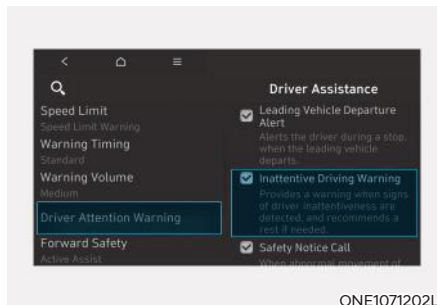 Driver Assistance
Speed Limit
Speed Limit Warning
Warning Timing
Standard
Warning Volume
Medium
Driver Attention Warning
Forward Safety
Active Assist
Leading Vehicle Departure
Alert
Alerts the driver during a stop,
when the leading vehicle
departs.
Inattentive Driving Warning
Provides a warning when signs
of driver inattentiveness are
detected, and recommends a
rest if needed.
Safety Notice Call
When abnormal movement of
ONE1071202L